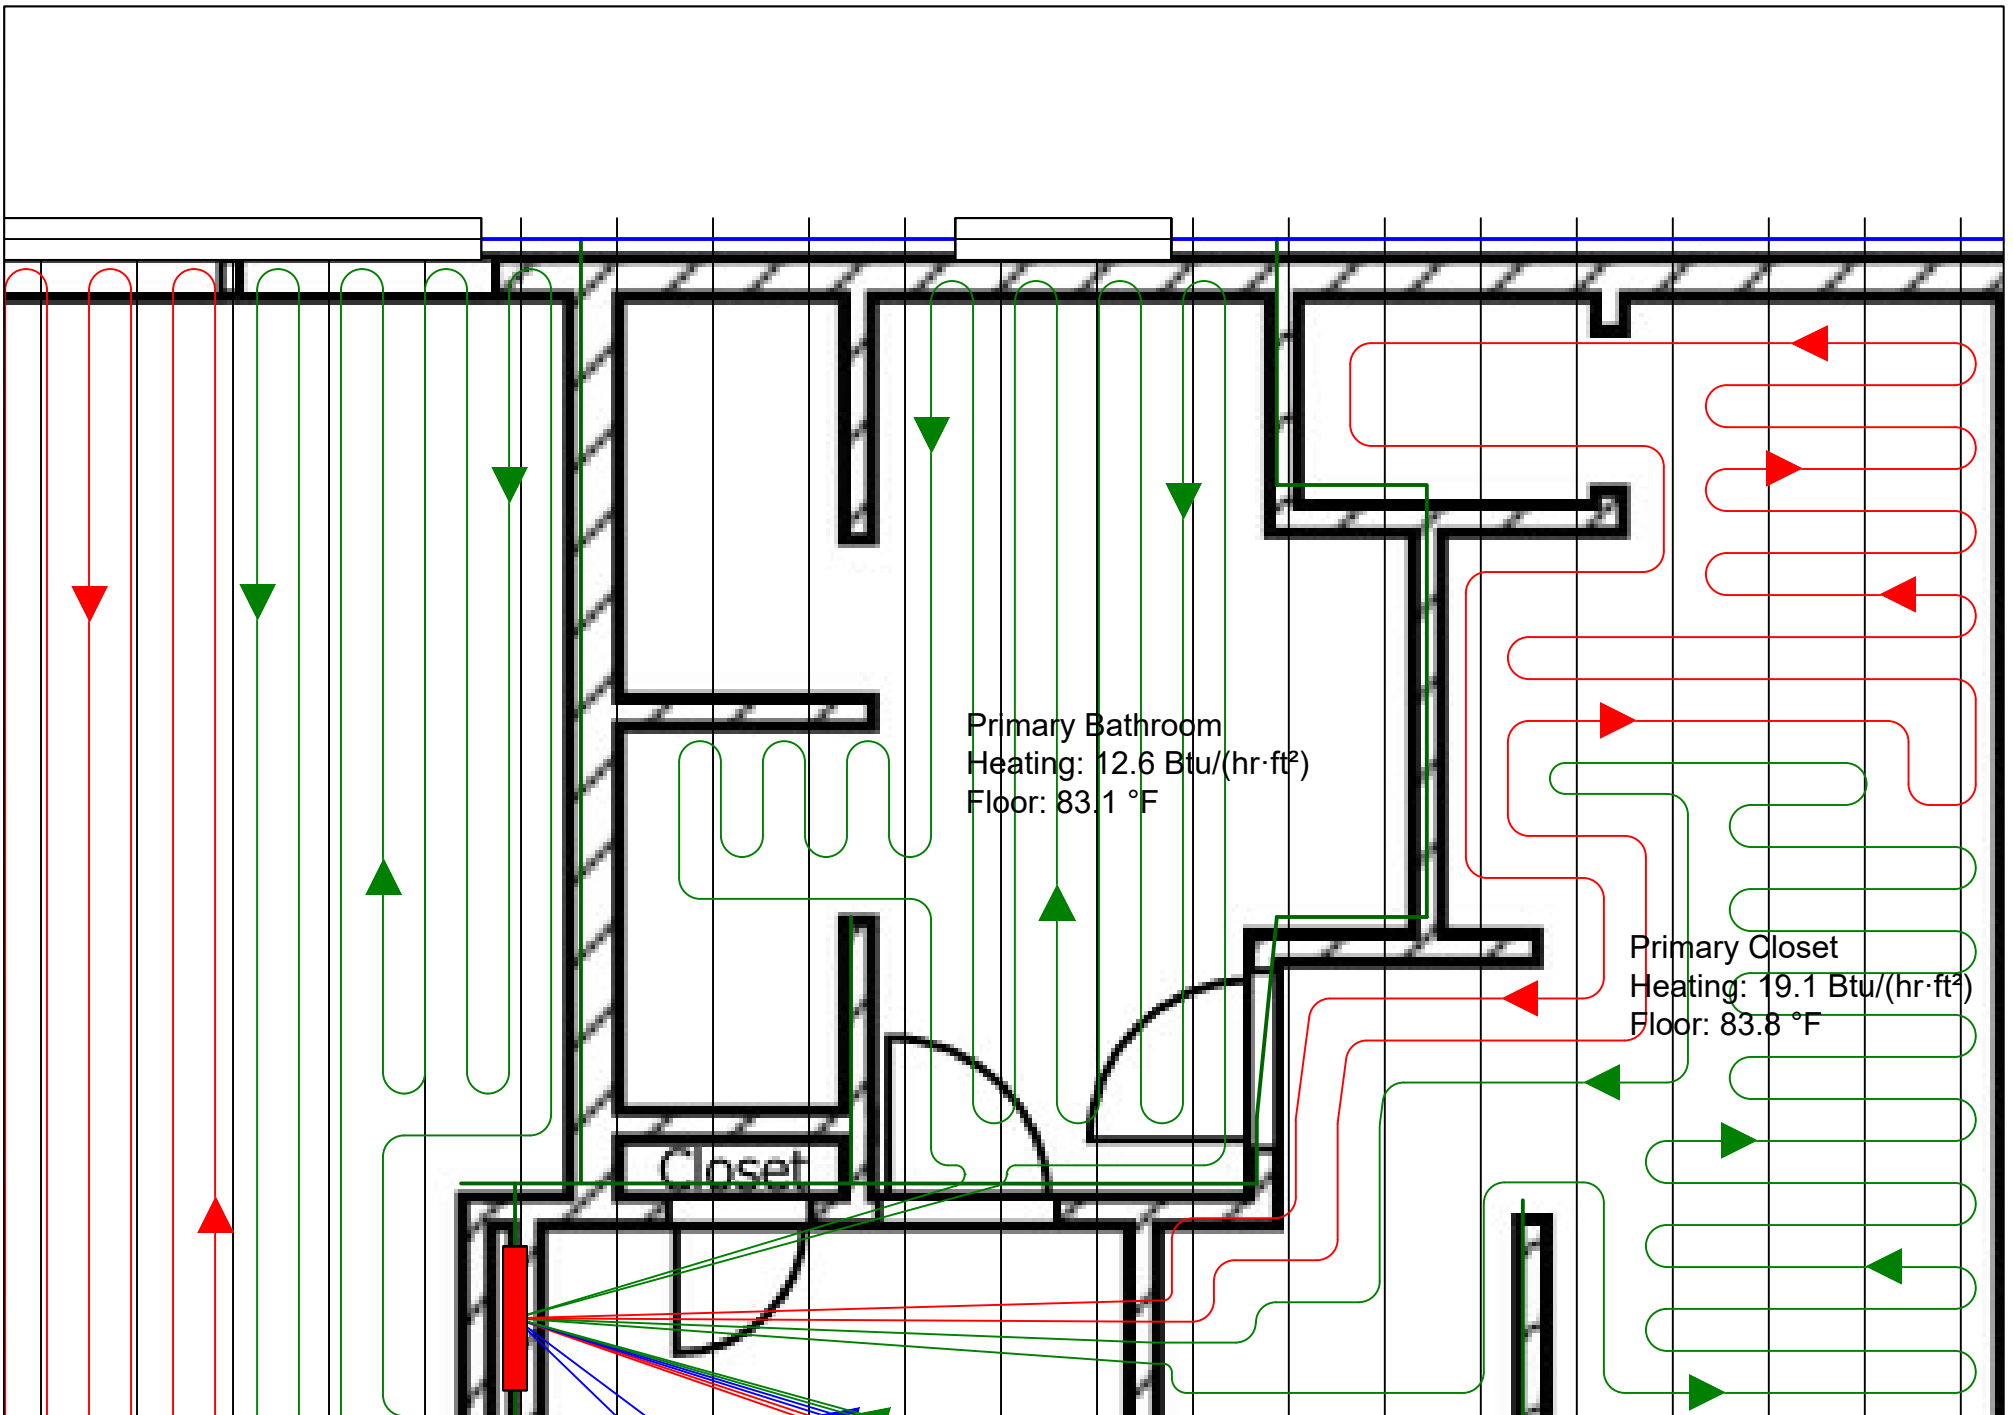 Primary Bathroom
Heating: 12.6 Btu/(hr·ft²)
Floor: 83.1 °F
Primary Closet
Heating: 19.1 Btu/(hr·ft²)
Floor: 83.8 °F
Closet